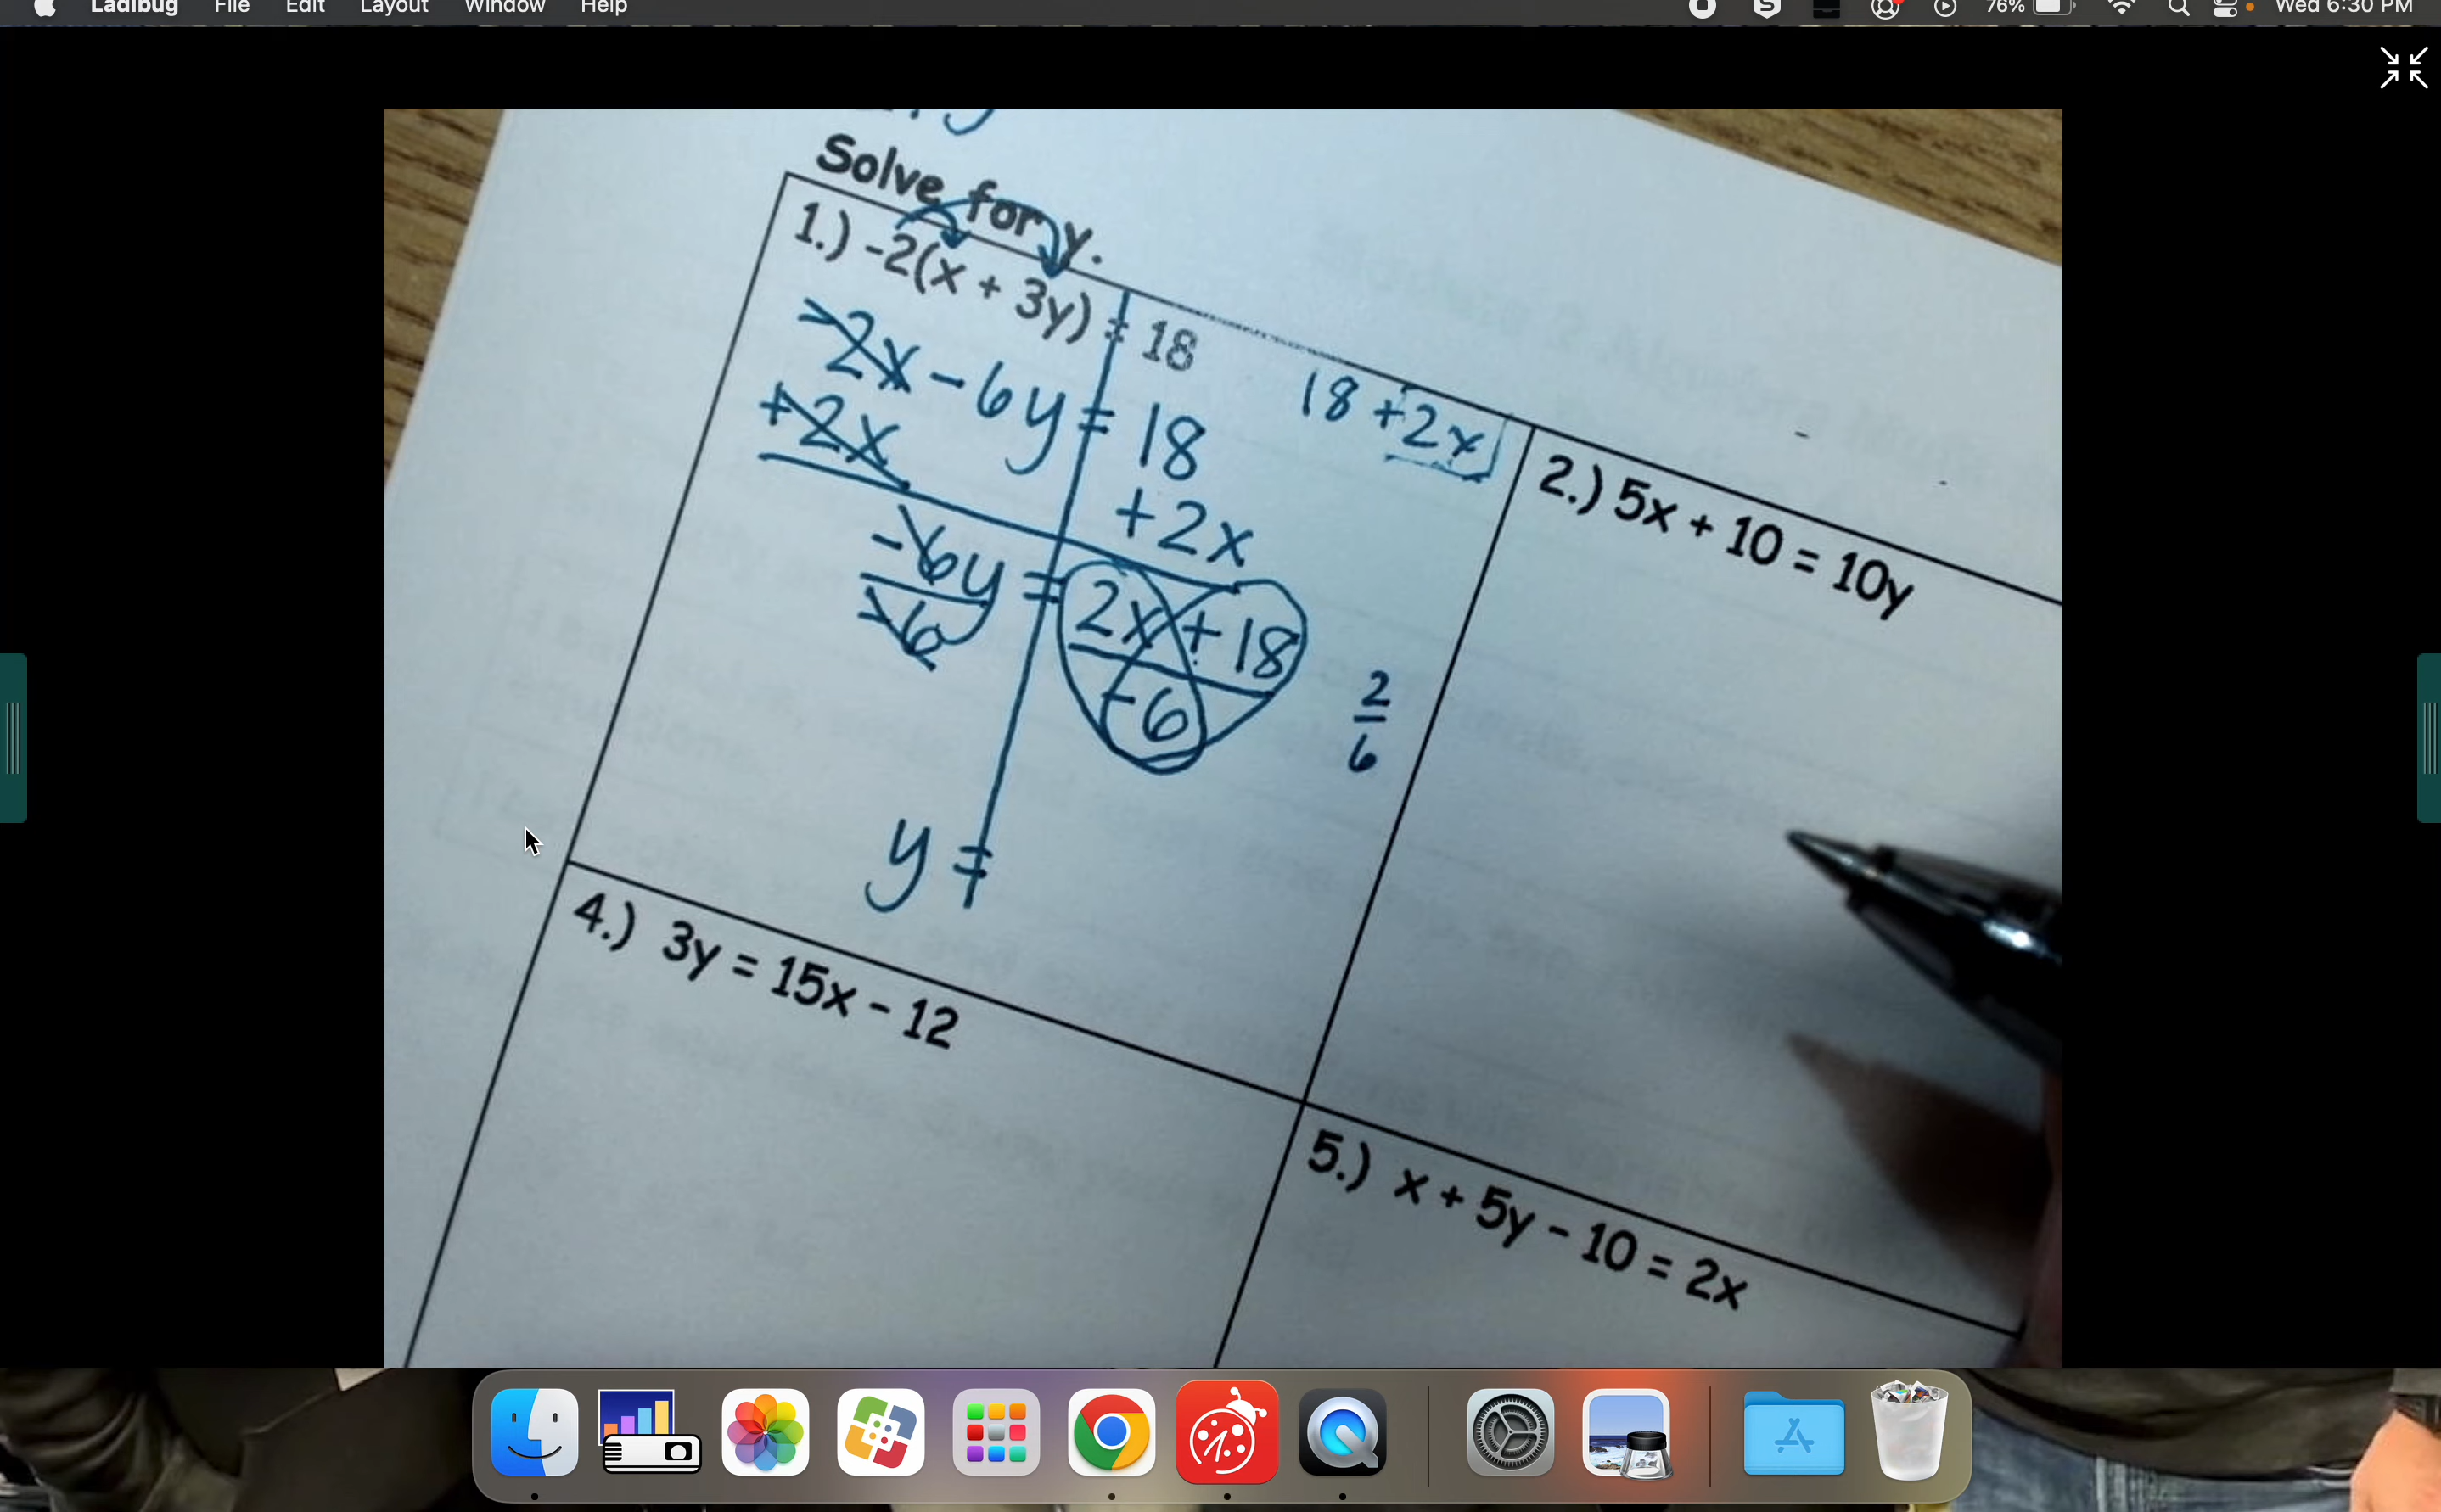 Ladibug File Edit Layout Window Help 76% Wed 6:30 PM
Solve for y.
1.) -2(x + 3y) = 18
-2x - 6y = 18
18 + 2x
+2x +2x
-6y = 2x + 18
-6 -6
2
6
y =
2.) 5x + 10 = 10y
4.) 3y = 15x - 12
5.) x + 5y - 10 = 2x